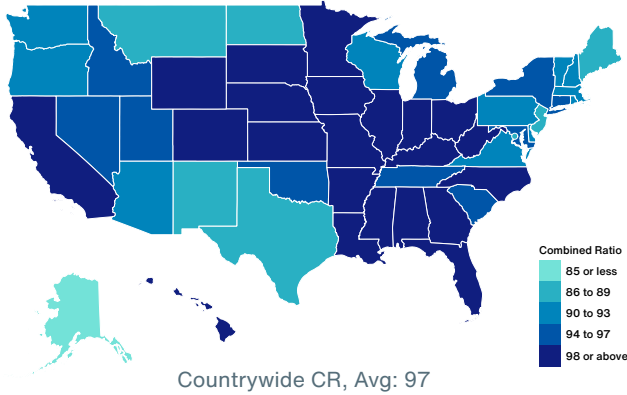 Combined Ratio
85 or less
86 to 89
90 to 93
94 to 97
98 or above
Countrywide CR, Avg: 97